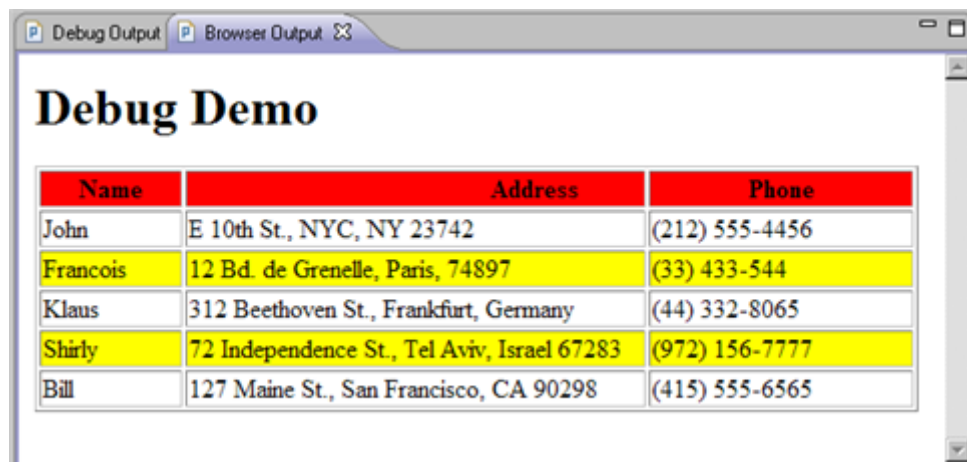 Debug Output Browser Output
Debug Demo
Name Address Phone
John E 10th St., NYC, NY 23742 (212) 555-4456
Francois 12 Bd. de Grenelle, Paris, 74897 (33) 433-544
Klaus 312 Beethoven St., Frankfurt, Germany (44) 332-8065
Shirly 72 Independence St., Tel Aviv, Israel 67283 (972) 156-7777
Bill 127 Maine St., San Francisco, CA 90298 (415) 555-6565